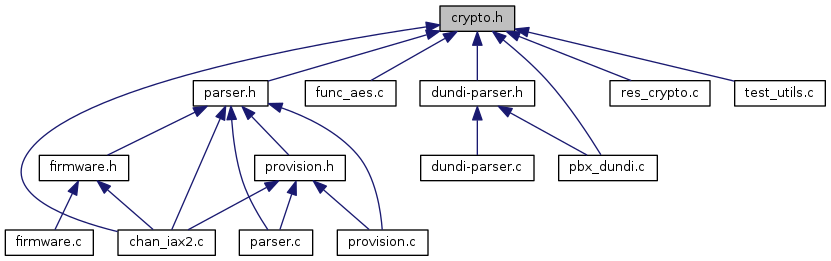 crypto.h
parser.h
func_aes.c
dundi-parser.h
res_crypto.c
test_utils.c
firmware.h
provision.h
dundi-parser.c
pbx_dundi.c
firmware.c
chan_iax2.c
parser.c
provision.c